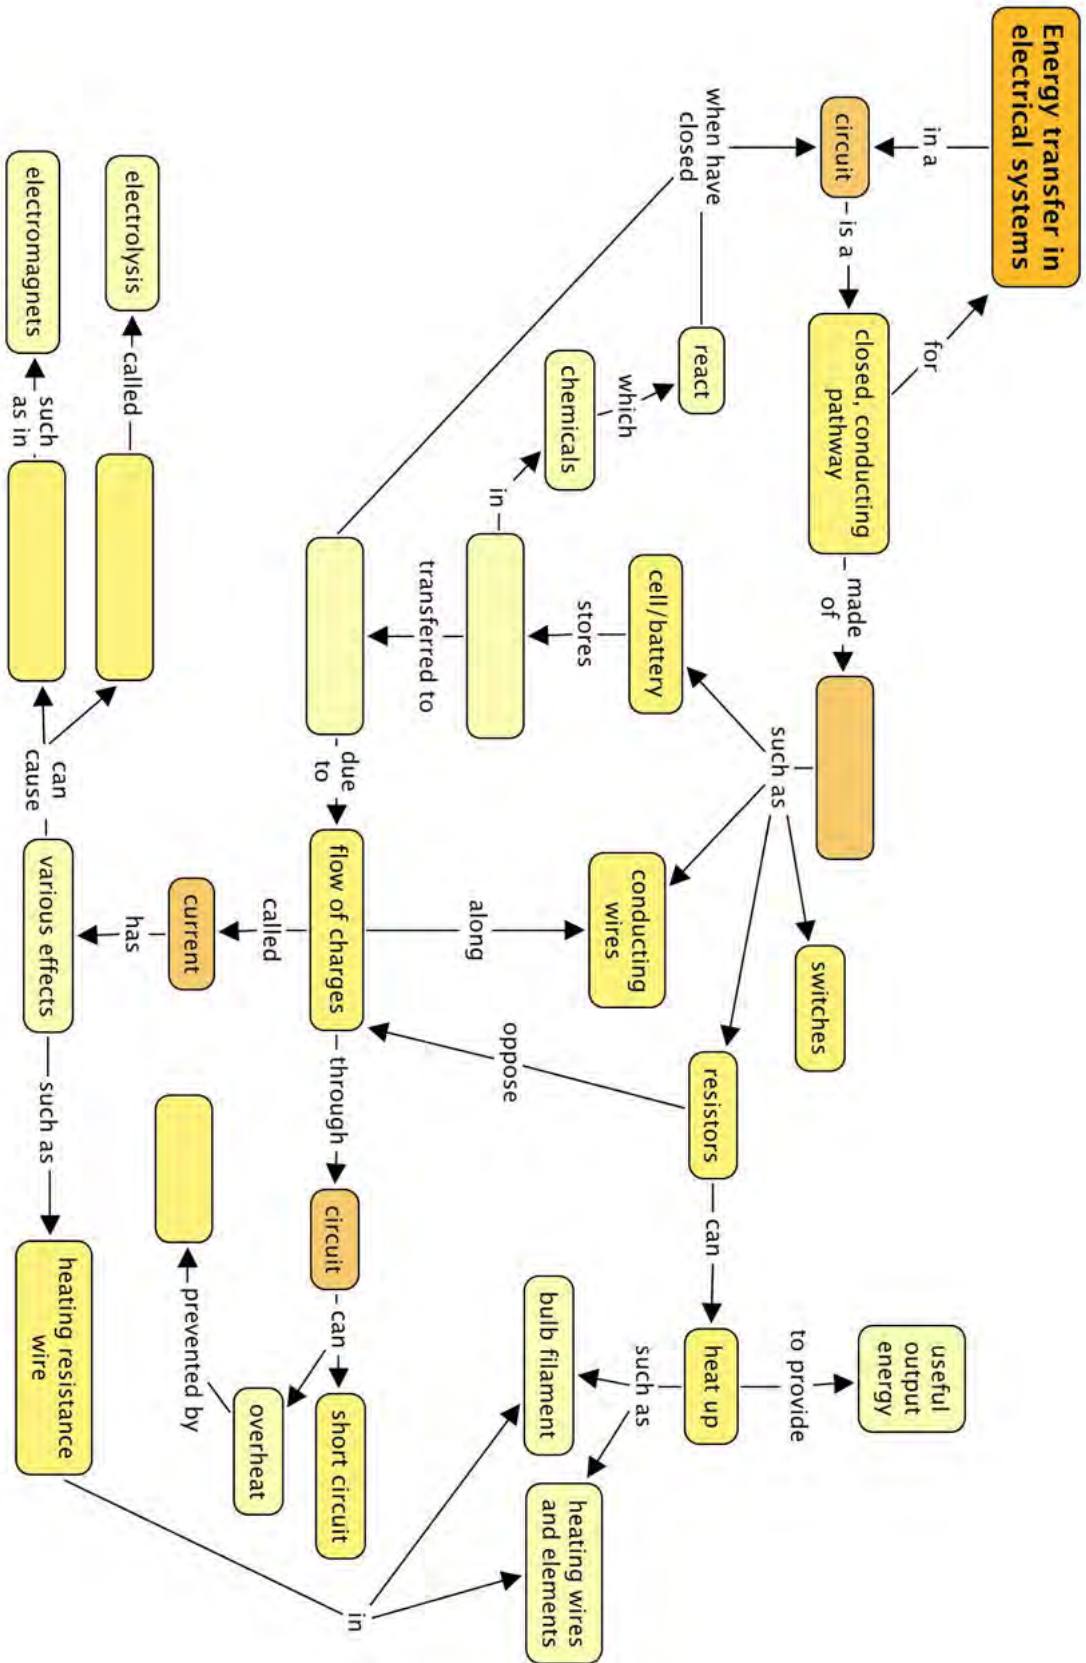 Energy transfer in
electrical systems
in a
for
circuit
is a
closed, conducting
pathway
made
of
when have
closed
such as
switches
react
which
chemicals
in
cell/battery
stores
conducting
wires
resistors
can
heat up
to provide
useful
output
energy
such as
bulb filament
heating wires
and elements
transferred to
along
oppose
due
to
flow of charges
through
circuit
can
short circuit
overheat
prevented by
called
current
has
electrolysis
called
electromagnets
such
as in
can
cause
various effects
such as
heating resistance
wire
in